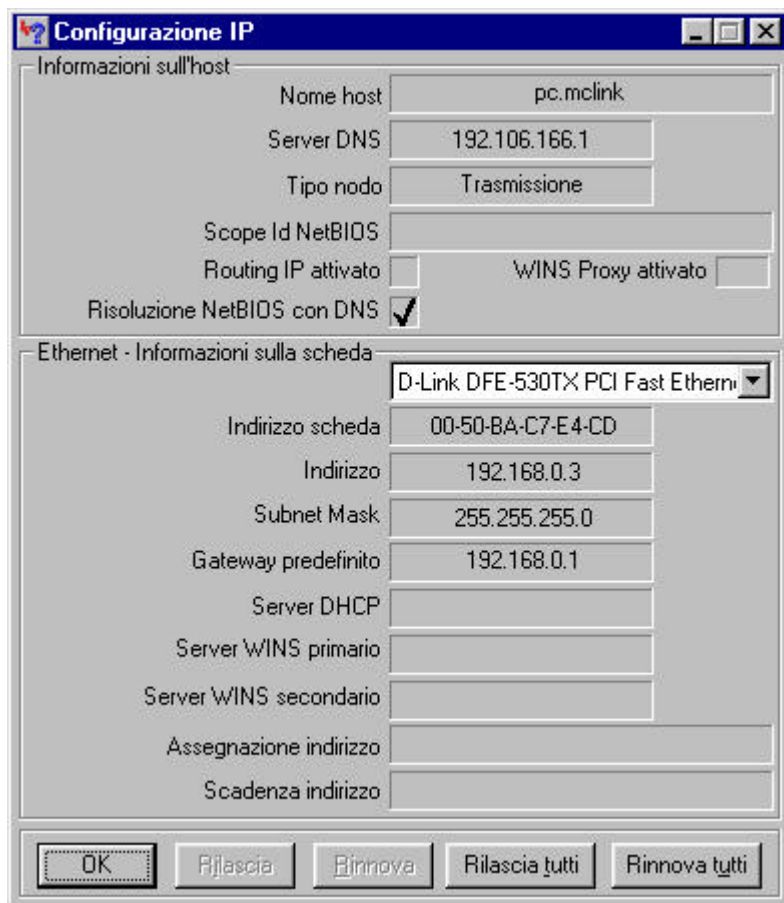 Configurazione IP
Informazioni sull'host
Nome host pc.mclink
Server DNS 192.106.166.1
Tipo nodo Trasmissione
Scope Id NetBIOS
Routing IP attivato WINS Proxy attivato
Risoluzione NetBIOS con DNS
Ethernet - Informazioni sulla scheda
D-Link DFE-530TX PCI Fast Ethern
Indirizzo scheda 00-50-BA-C7-E4-CD
Indirizzo 192.168.0.3
Subnet Mask 255.255.255.0
Gateway predefinito 192.168.0.1
Server DHCP
Server WINS primario
Server WINS secondario
Assegnazione indirizzo
Scadenza indirizzo
OK Rilascia Rinnova Rilascia tutti Rinnova tutti